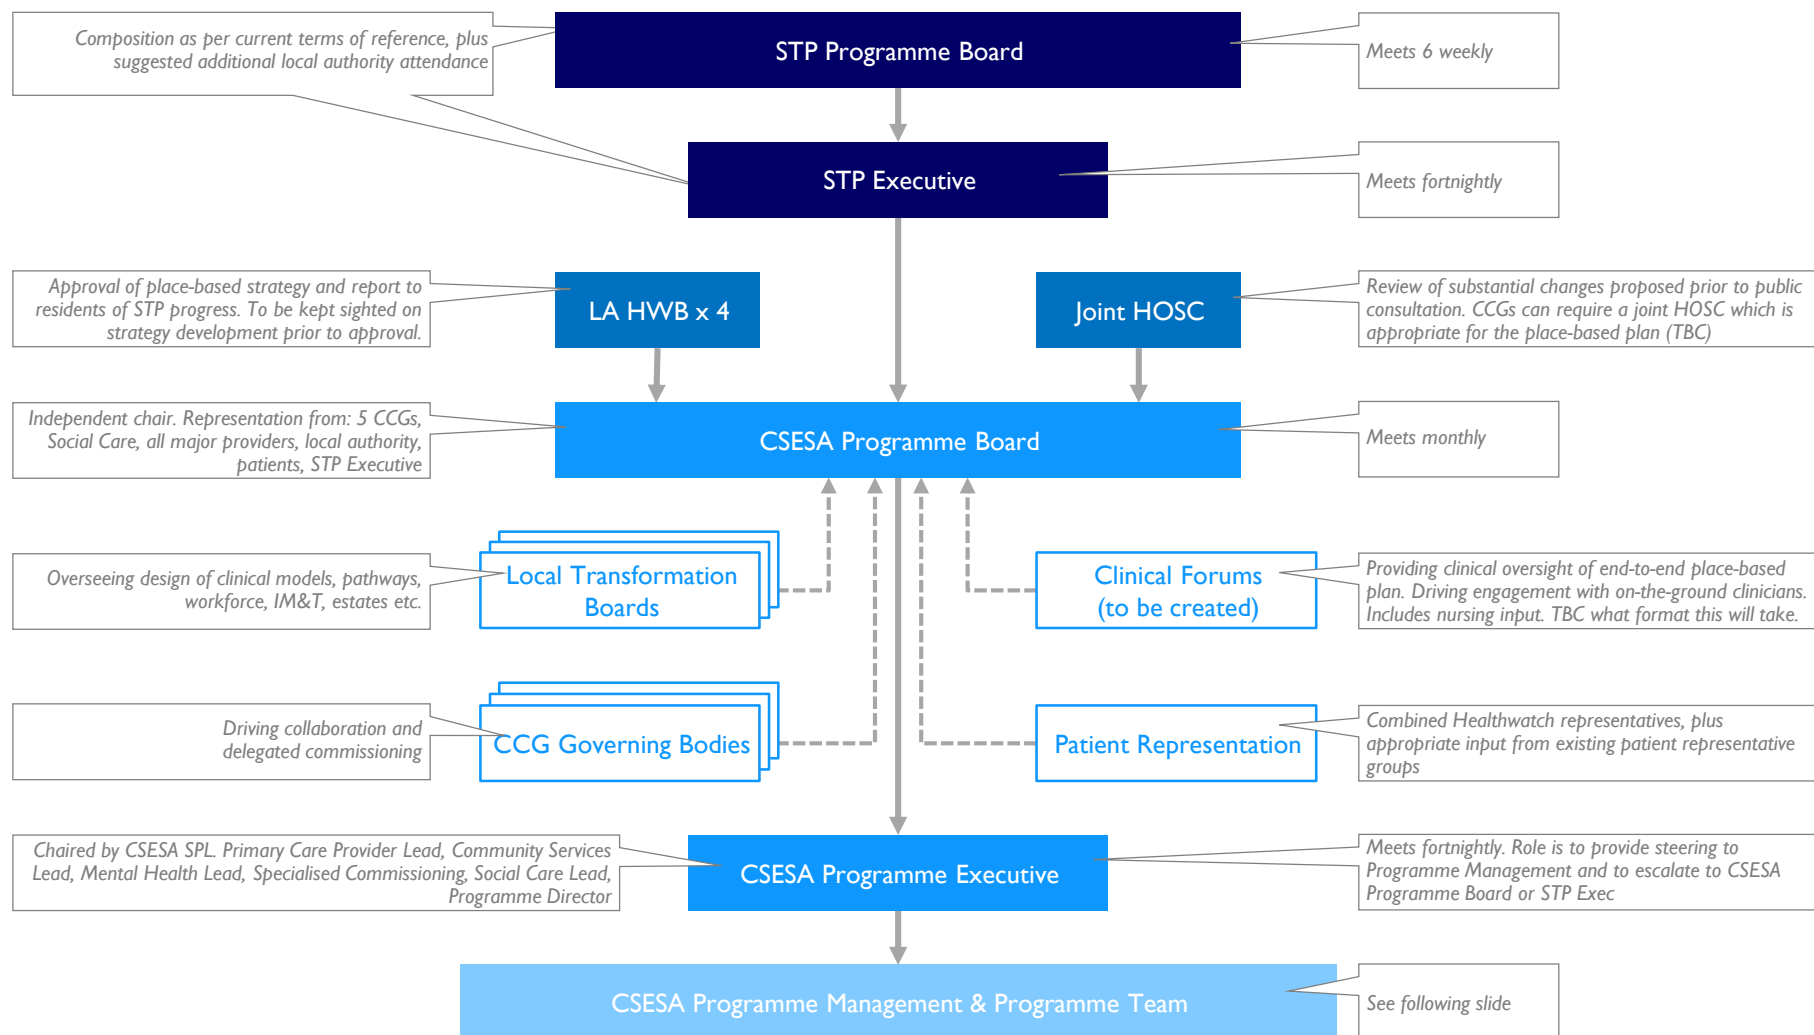 Composition as per current terms of reference, plus
suggested additional local authority attendance
STP Programme Board
Meets 6 weekly
STP Executive
Meets fortnightly
Approval of place-based strategy and report to
residents of STP progress. To be kept sighted on
strategy development prior to approval.
LA HWB x 4
Joint HOSC
Review of substantial changes proposed prior to public
consultation. CCGs can require a joint HOSC which is
appropriate for the place-based plan (TBC)
Independent chair. Representation from: 5 CCGs,
Social Care, all major providers, local authority,
patients, STP Executive
CSESA Programme Board
Meets monthly
Overseeing design of clinical models, pathways,
workforce, IM&T, estates etc.
Local Transformation
Boards
Clinical Forums
(to be created)
Providing clinical oversight of end-to-end place-based
plan. Driving engagement with on-the-ground clinicians.
Includes nursing input. TBC what format this will take.
Driving collaboration and
delegated commissioning
CCG Governing Bodies
Patient Representation
Combined Healthwatch representatives, plus
appropriate input from existing patient representative
groups
Chaired by CSESA SPL. Primary Care Provider Lead, Community Services
Lead, Mental Health Lead, Specialised Commissioning, Social Care Lead,
Programme Director
CSESA Programme Executive
Meets fortnightly. Role is to provide steering to
Programme Management and to escalate to CSESA
Programme Board or STP Exec
CSESA Programme Management & Programme Team
See following slide